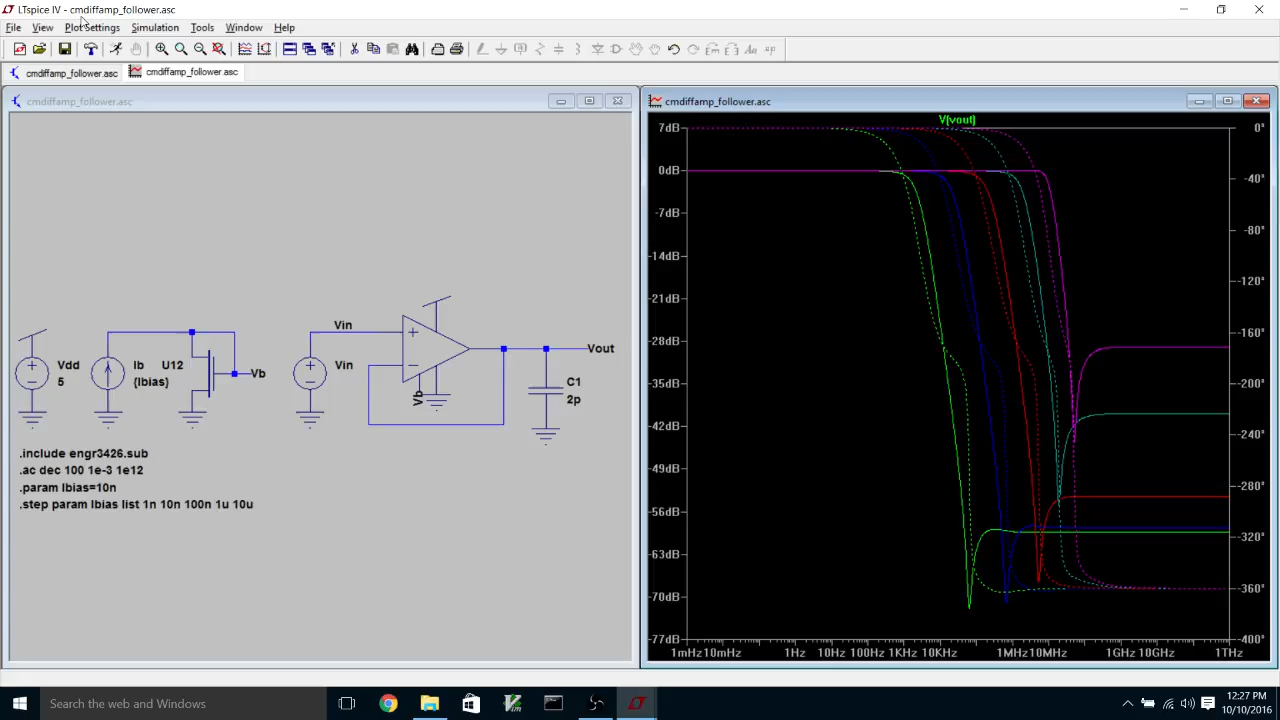 LTspice IV - cmdiffamp_follower.asc
File View Plot Settings Simulation Tools Window Help
cmdiffamp_follower.asc cmdiffamp_follower.asc
cmdiffamp_follower.asc
Vdd
5
Ib
{Ibias}
U12
Vb
Vin
Vin
Vb
Vout
C1
2p
.include engr3426.sub
.ac dec 100 1e-3 1e12
.param Ibias=10n
.step param Ibias list 1n 10n 100n 1u 10u
cmdiffamp_follower.asc
V(vout)
7dB 0°
0dB -40°
-7dB -80°
-14dB -120°
-21dB -160°
-28dB -200°
-35dB -240°
-42dB -280°
-49dB -320°
-56dB -360°
-63dB -400°
-70dB
-77dB
1mHz 10mHz 1Hz 10Hz 100Hz 1KHz 10KHz 1MHz 10MHz 1GHz 10GHz 1THz
Search the web and Windows
12:27 PM
10/10/2016